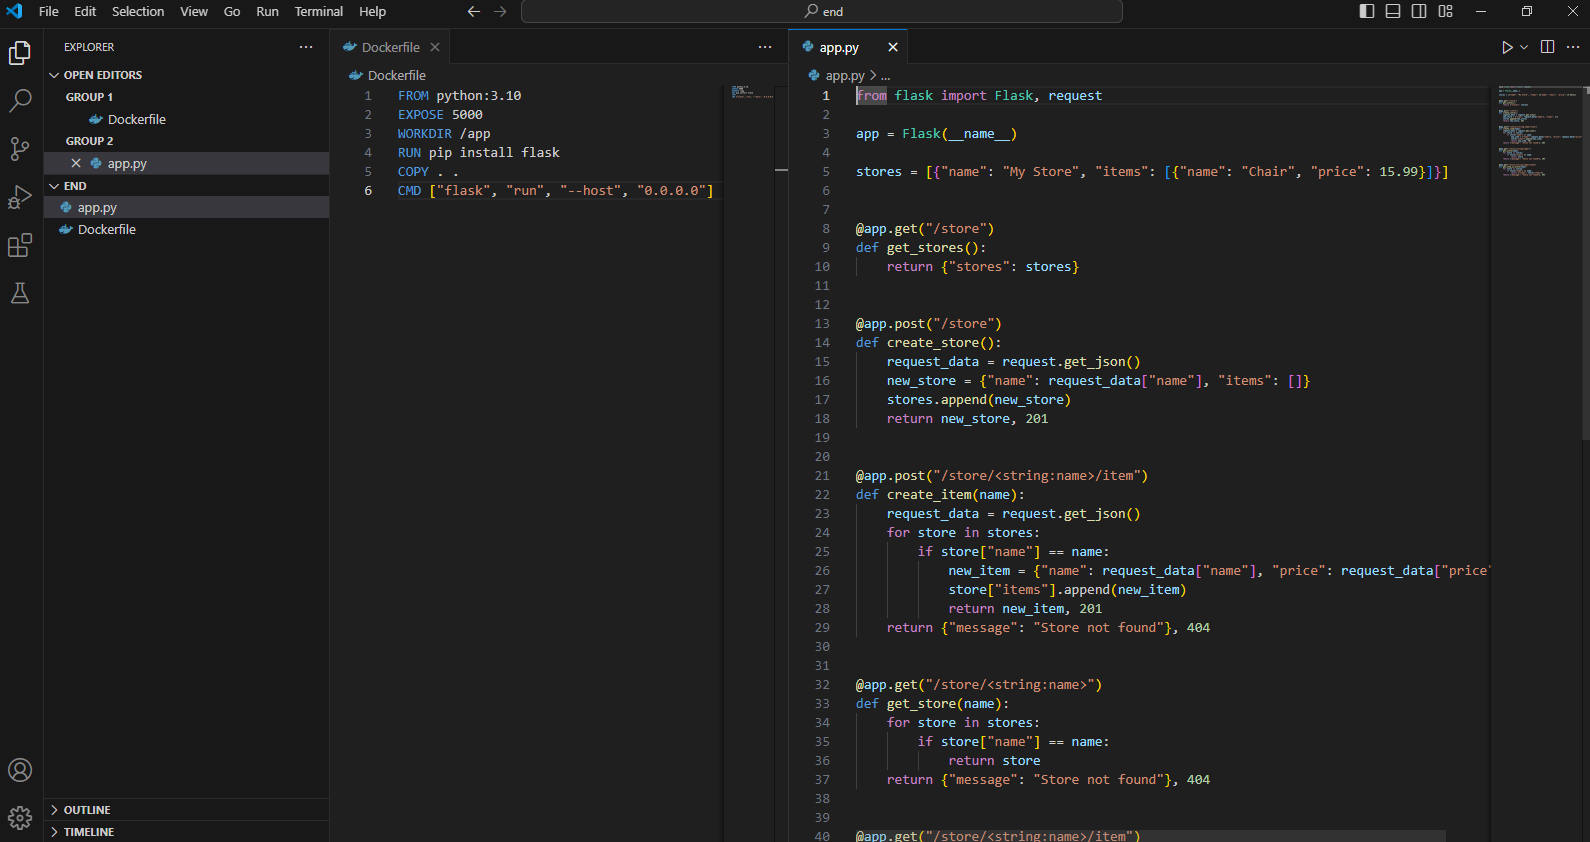 File Edit Selection View Go Run Terminal Help
end
EXPLORER
OPEN EDITORS
GROUP 1
Dockerfile
GROUP 2
app.py
END
app.py
Dockerfile
OUTLINE
TIMELINE
Dockerfile
Dockerfile
1 FROM python:3.10
2 EXPOSE 5000
3 WORKDIR /app
4 RUN pip install flask
5 COPY . .
6 CMD ["flask", "run", "--host", "0.0.0.0"]
app.py
app.py > ...
1 from flask import Flask, request
2
3 app = Flask(__name__)
4
5 stores = [{"name": "My Store", "items": [{"name": "Chair", "price": 15.99}]}]
6
7
8 @app.get("/store")
9 def get_stores():
10     return {"stores": stores}
11
12
13 @app.post("/store")
14 def create_store():
15     request_data = request.get_json()
16     new_store = {"name": request_data["name"], "items": []}
17     stores.append(new_store)
18     return new_store, 201
19
20
21 @app.post("/store/<string:name>/item")
22 def create_item(name):
23     request_data = request.get_json()
24     for store in stores:
25         if store["name"] == name:
26             new_item = {"name": request_data["name"], "price": request_data["price"
27             store["items"].append(new_item)
28             return new_item, 201
29     return {"message": "Store not found"}, 404
30
31
32 @app.get("/store/<string:name>")
33 def get_store(name):
34     for store in stores:
35         if store["name"] == name:
36             return store
37     return {"message": "Store not found"}, 404
38
39
40 @app.get("/store/<string:name>/item")